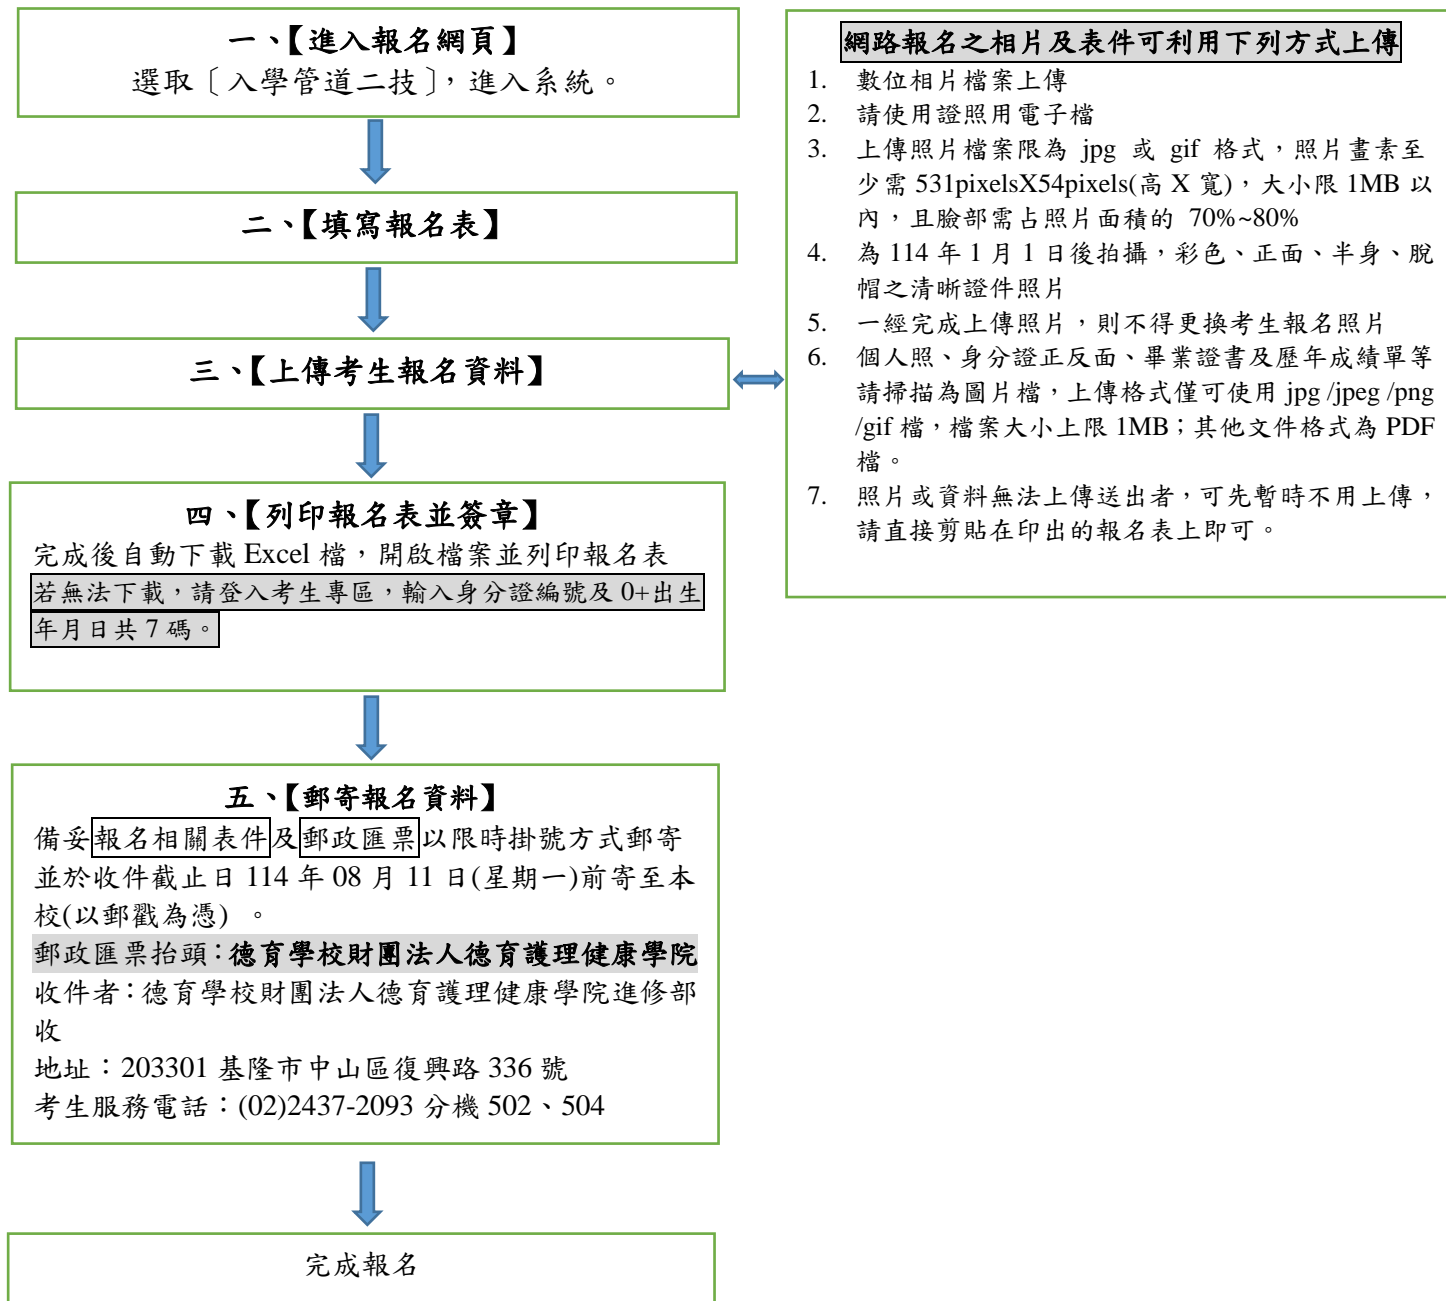 一、【進入報名網頁】
選取〔入學管道二技〕，進入系統。
二、【填寫報名表】
三、【上傳考生報名資料】
網路報名之相片及表件可利用下列方式上傳
1. 數位相片檔案上傳
2. 請使用證照用電子檔
3. 上傳照片檔案限為 jpg 或 gif 格式，照片畫素至
少需 531pixelsX54pixels(高 X 寬)，大小限 1MB 以
內，且臉部需占照片面積的 70%~80%
4. 為 114 年 1 月 1 日後拍攝，彩色、正面、半身、脫
帽之清晰證件照片
5. 一經完成上傳照片，則不得更換考生報名照片
6. 個人照、身分證正反面、畢業證書及歷年成績單等
請掃描為圖片檔，上傳格式僅可使用 jpg /jpeg /png
/gif 檔，檔案大小上限 1MB；其他文件格式為 PDF
檔。
7. 照片或資料無法上傳送出者，可先暫時不用上傳，
請直接剪貼在印出的報名表上即可。
四、【列印報名表並簽章】
完成後自動下載 Excel 檔，開啟檔案並列印報名表
若無法下載，請登入考生專區，輸入身分證編號及 0+出生
年月日共 7 碼。
五、【郵寄報名資料】
備妥報名相關表件及郵政匯票以限時掛號方式郵寄
並於收件截止日 114 年 08 月 11 日(星期一)前寄至本
校(以郵戳為憑) 。
郵政匯票抬頭：德育學校財團法人德育護理健康學院
收件者：德育學校財團法人德育護理健康學院進修部
收
地址：203301 基隆市中山區復興路 336 號
考生服務電話：(02)2437-2093 分機 502、504
完成報名